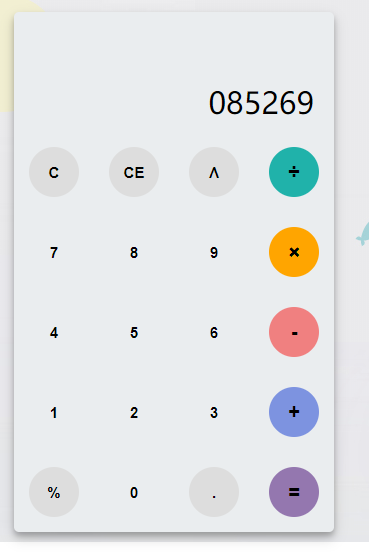 085269
C CE Λ ÷
7 8 9 ×
4 5 6 -
1 2 3 +
% 0 . =